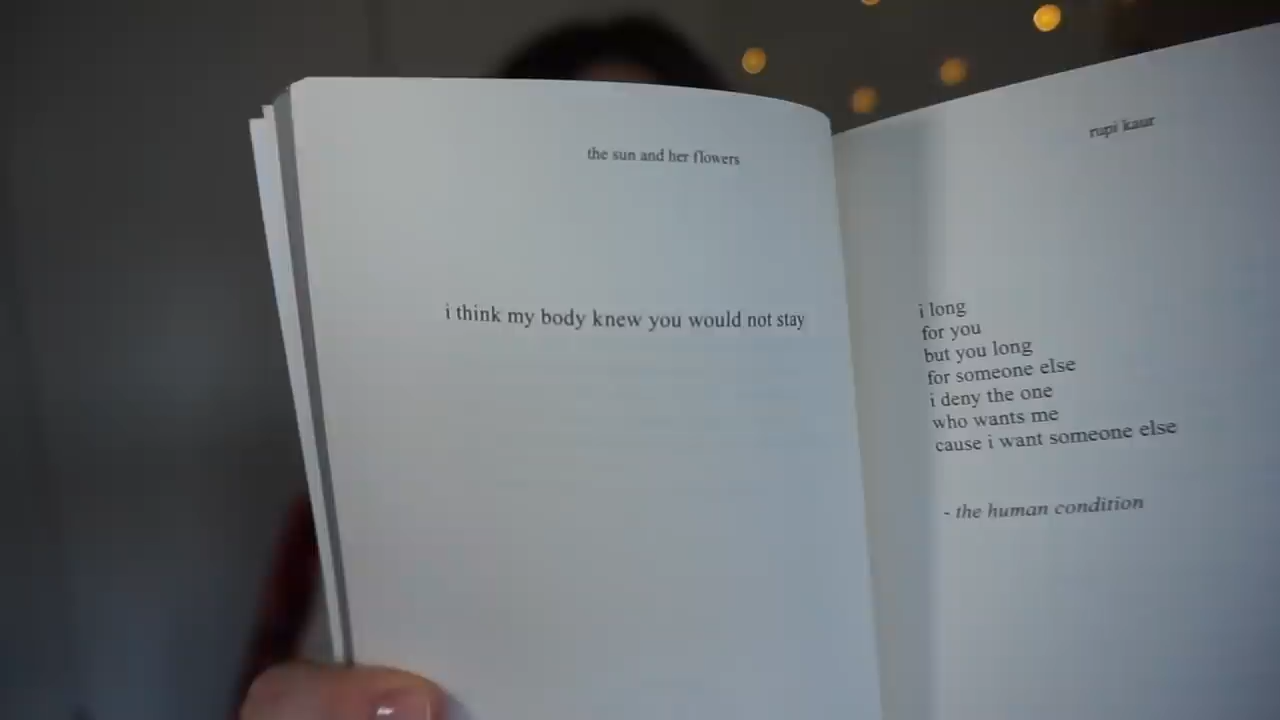 the sun and her flowers
i think my body knew you would not stay
rupi kaur
i long
for you
but you long
for someone else
i deny the one
who wants me
cause i want someone else
- the human condition